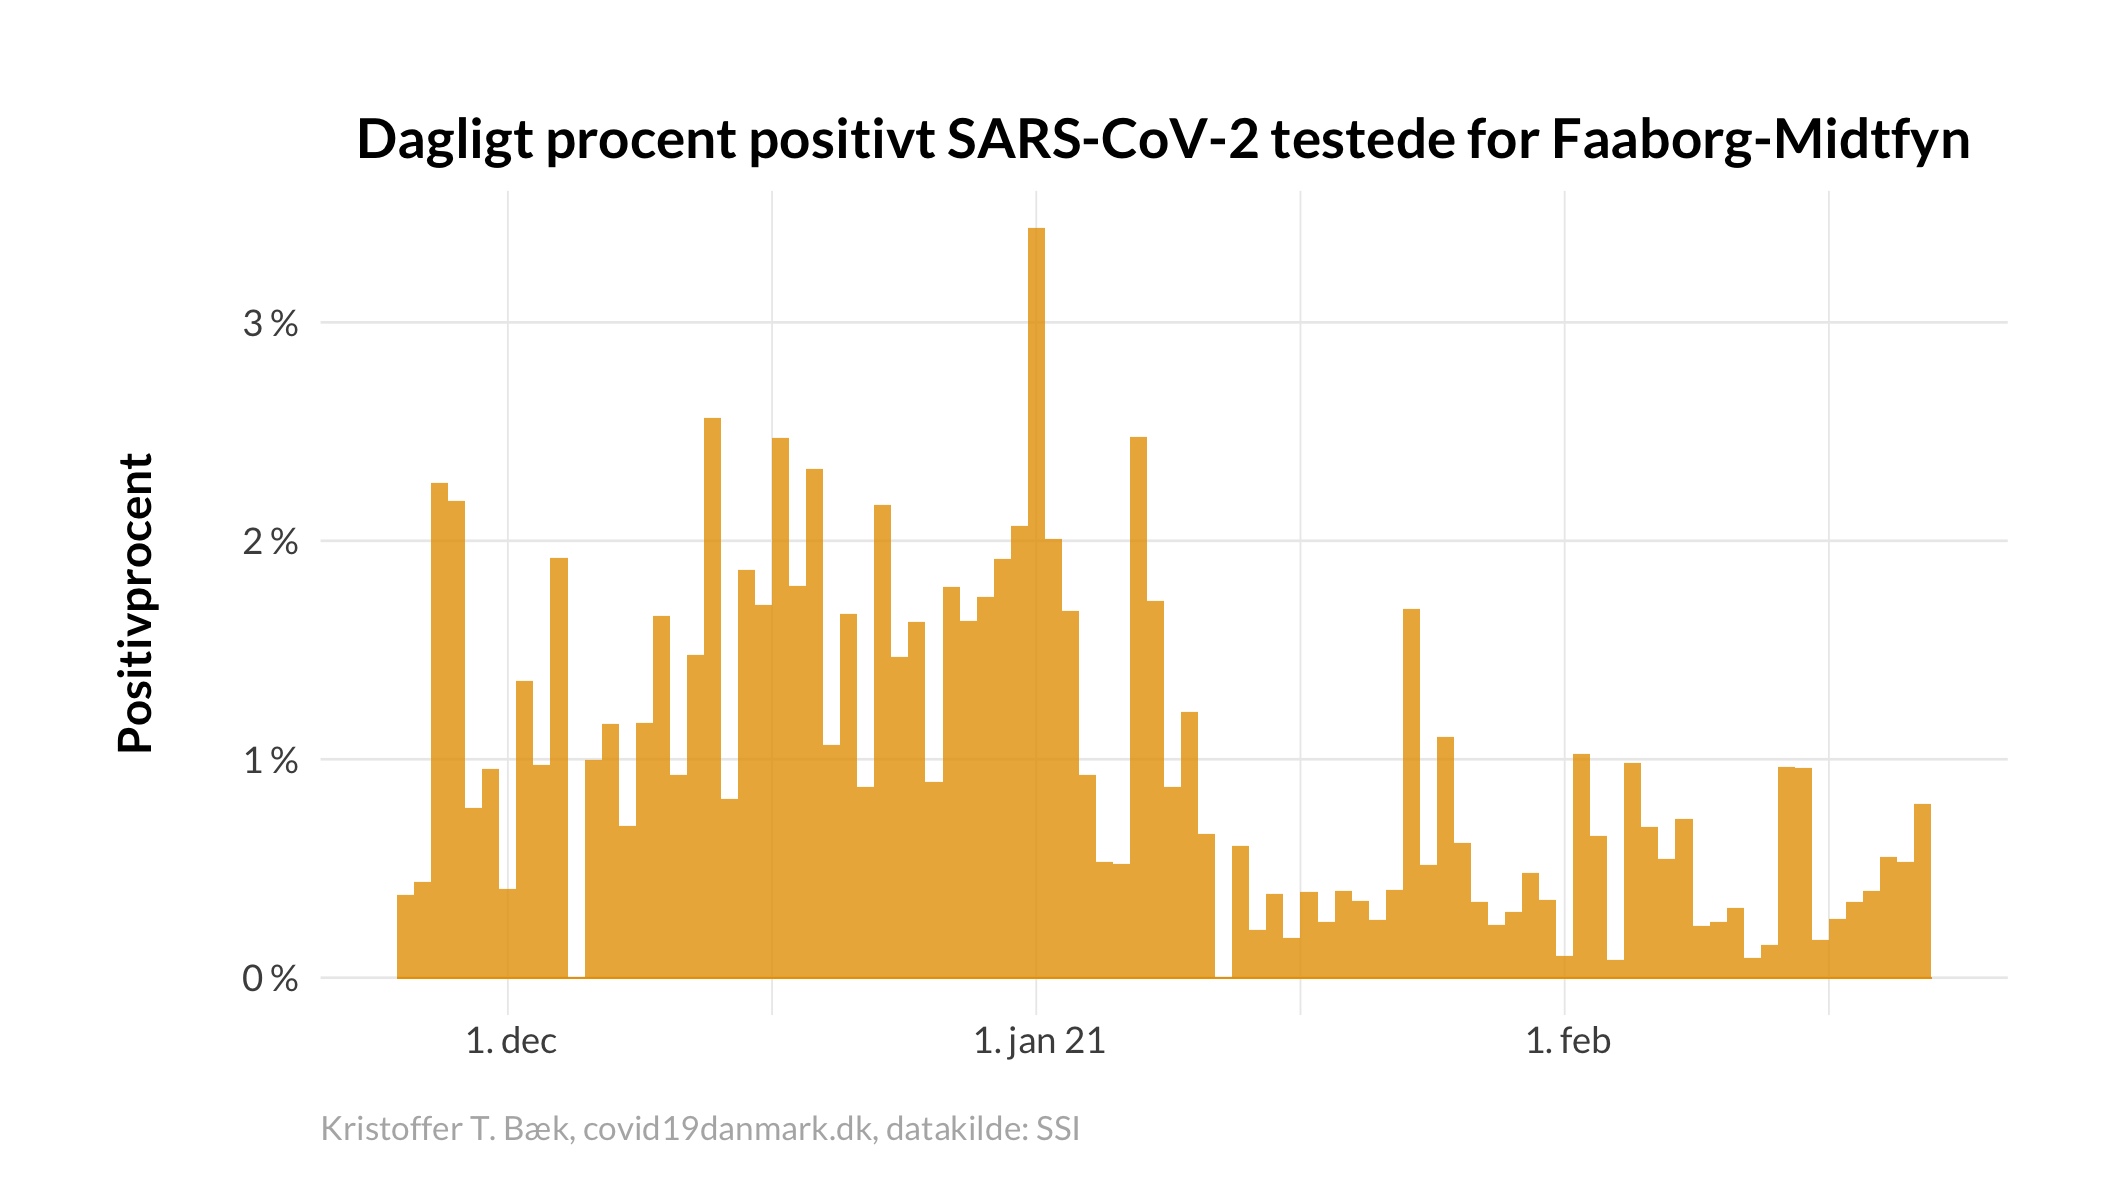 Dagligt procent positivt SARS-CoV-2 testede for Faaborg-Midtfyn
Positivprocent
3 %
2 %
1 %
0 %
1. dec
1. jan 21
1. feb
Kristoffer T. Bæk, covid19danmark.dk, datakilde: SSI